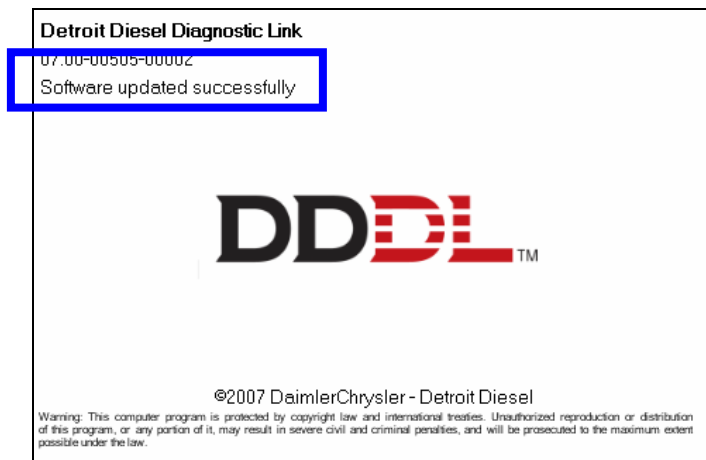 Detroit Diesel Diagnostic Link
07.00-00505-00002
Software updated successfully
DDDL™
©2007 DaimlerChrysler - Detroit Diesel
Warning: This computer program is protected by copyright law and international treaties. Unauthorized reproduction or distribution
of this program, or any portion of it, may result in severe civil and criminal penalties, and will be prosecuted to the maximum extent
possible under the law.